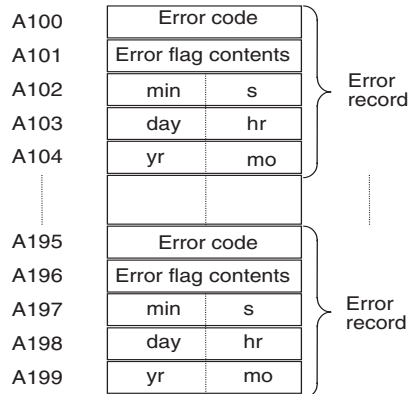 A100 Error code
A101 Error flag contents
A102 min s
Error
record
A103 day hr
A104 yr mo
A195 Error code
A196 Error flag contents
A197 min s
Error
record
A198 day hr
A199 yr mo